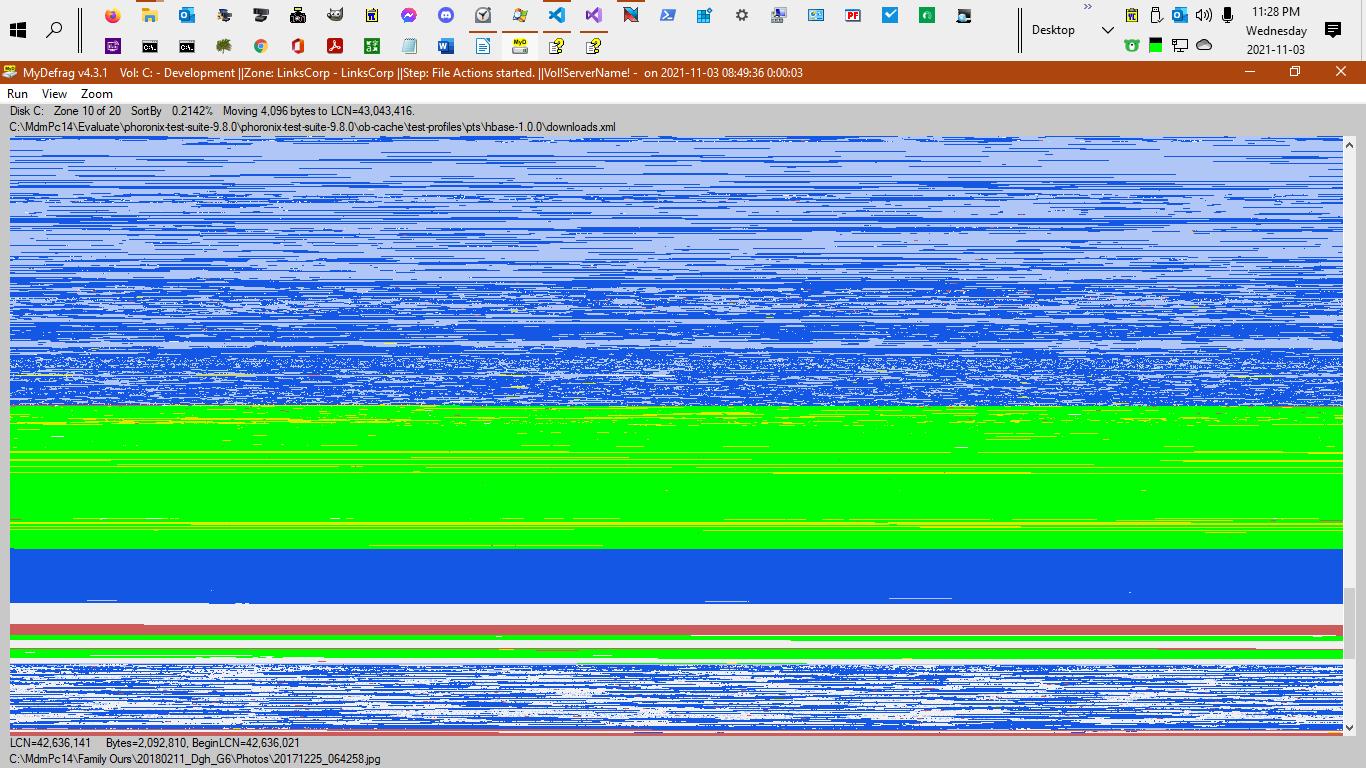 11:28 PM
Desktop
Wednesday
2021-11-03
MyDefrag v4.3.1 Vol: C: - Development ||Zone: LinksCorp - LinksCorp ||Step: File Actions started. ||Vol!ServerName! - on 2021-11-03 08:49:36 0:00:03
Run View Zoom
Disk C: Zone 10 of 20 SortBy 0.2142% Moving 4,096 bytes to LCN=43,043,416.
C:\MdmPc14\Evaluate\phoronix-test-suite-9.8.0\phoronix-test-suite-9.8.0\ob-cache\test-profiles\pts\hbase-1.0.0\downloads.xml
LCN=42,636,141 Bytes=2,092,810, BeginLCN=42,636,021
C:\MdmPc14\Family Ours\20180211_Dgh_G6\Photos\20171225_064258.jpg